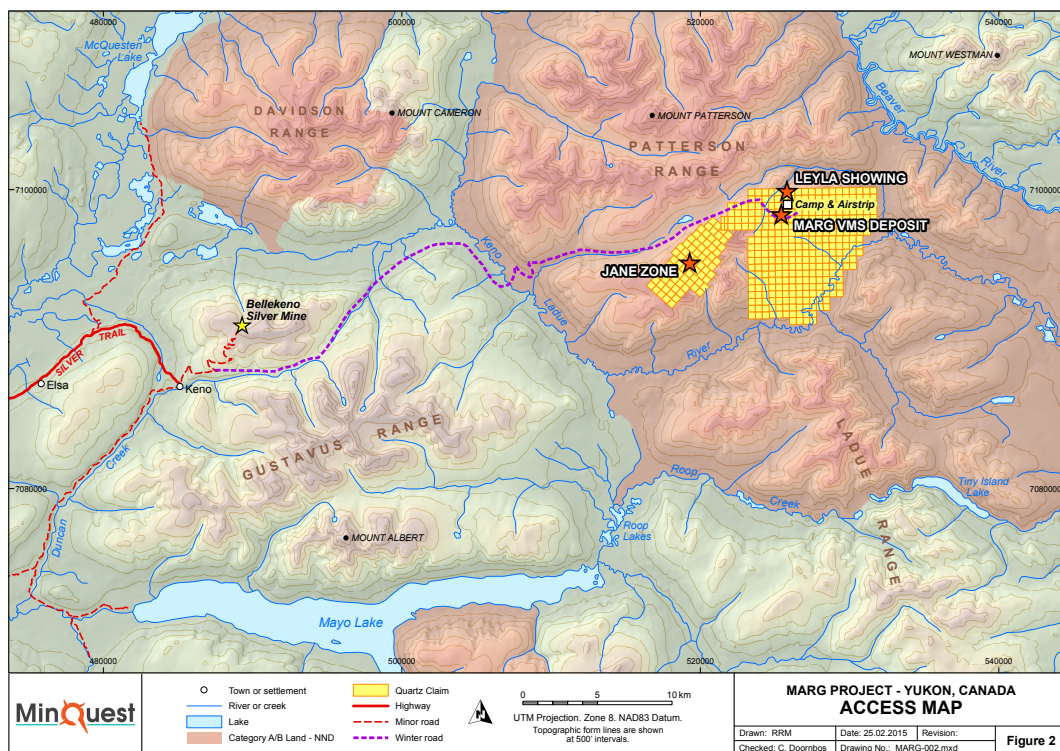 480000
500000
520000
540000
McQuesten
Lake
MOUNT WESTMAN
DAVIDSON
RANGE
MOUNT CAMERON
MOUNT PATTERSON
Beaver
River
PATTERSON
RANGE
7100000
7100000
LEYLA SHOWING
Camp & Airstrip
MARG VMS DEPOSIT
Keno
JANE ZONE
Ladue
River
Bellekeno
Silver Mine
SILVER TRAIL
Elsa
Keno
GUSTAVUS RANGE
LADUE
RANGE
7080000
7080000
Roop
Creek
Tiny Island
Lake
Duncan
Creek
MOUNT ALBERT
Roop
Lakes
Mayo Lake
480000
500000
520000
540000
MinQuest
Town or settlement
River or creek
Lake
Category A/B Land - NND
Quartz Claim
Highway
Minor road
Winter road
N
0 5 10 km
UTM Projection. Zone 8. NAD83 Datum.
Topographic form lines are shown
at 500' intervals.
MARG PROJECT - YUKON, CANADA
ACCESS MAP
Drawn: RRM
Date: 25.02.2015
Revision:
Checked: C. Doornbos
Drawing No.: MARG-002.mxd
Figure 2